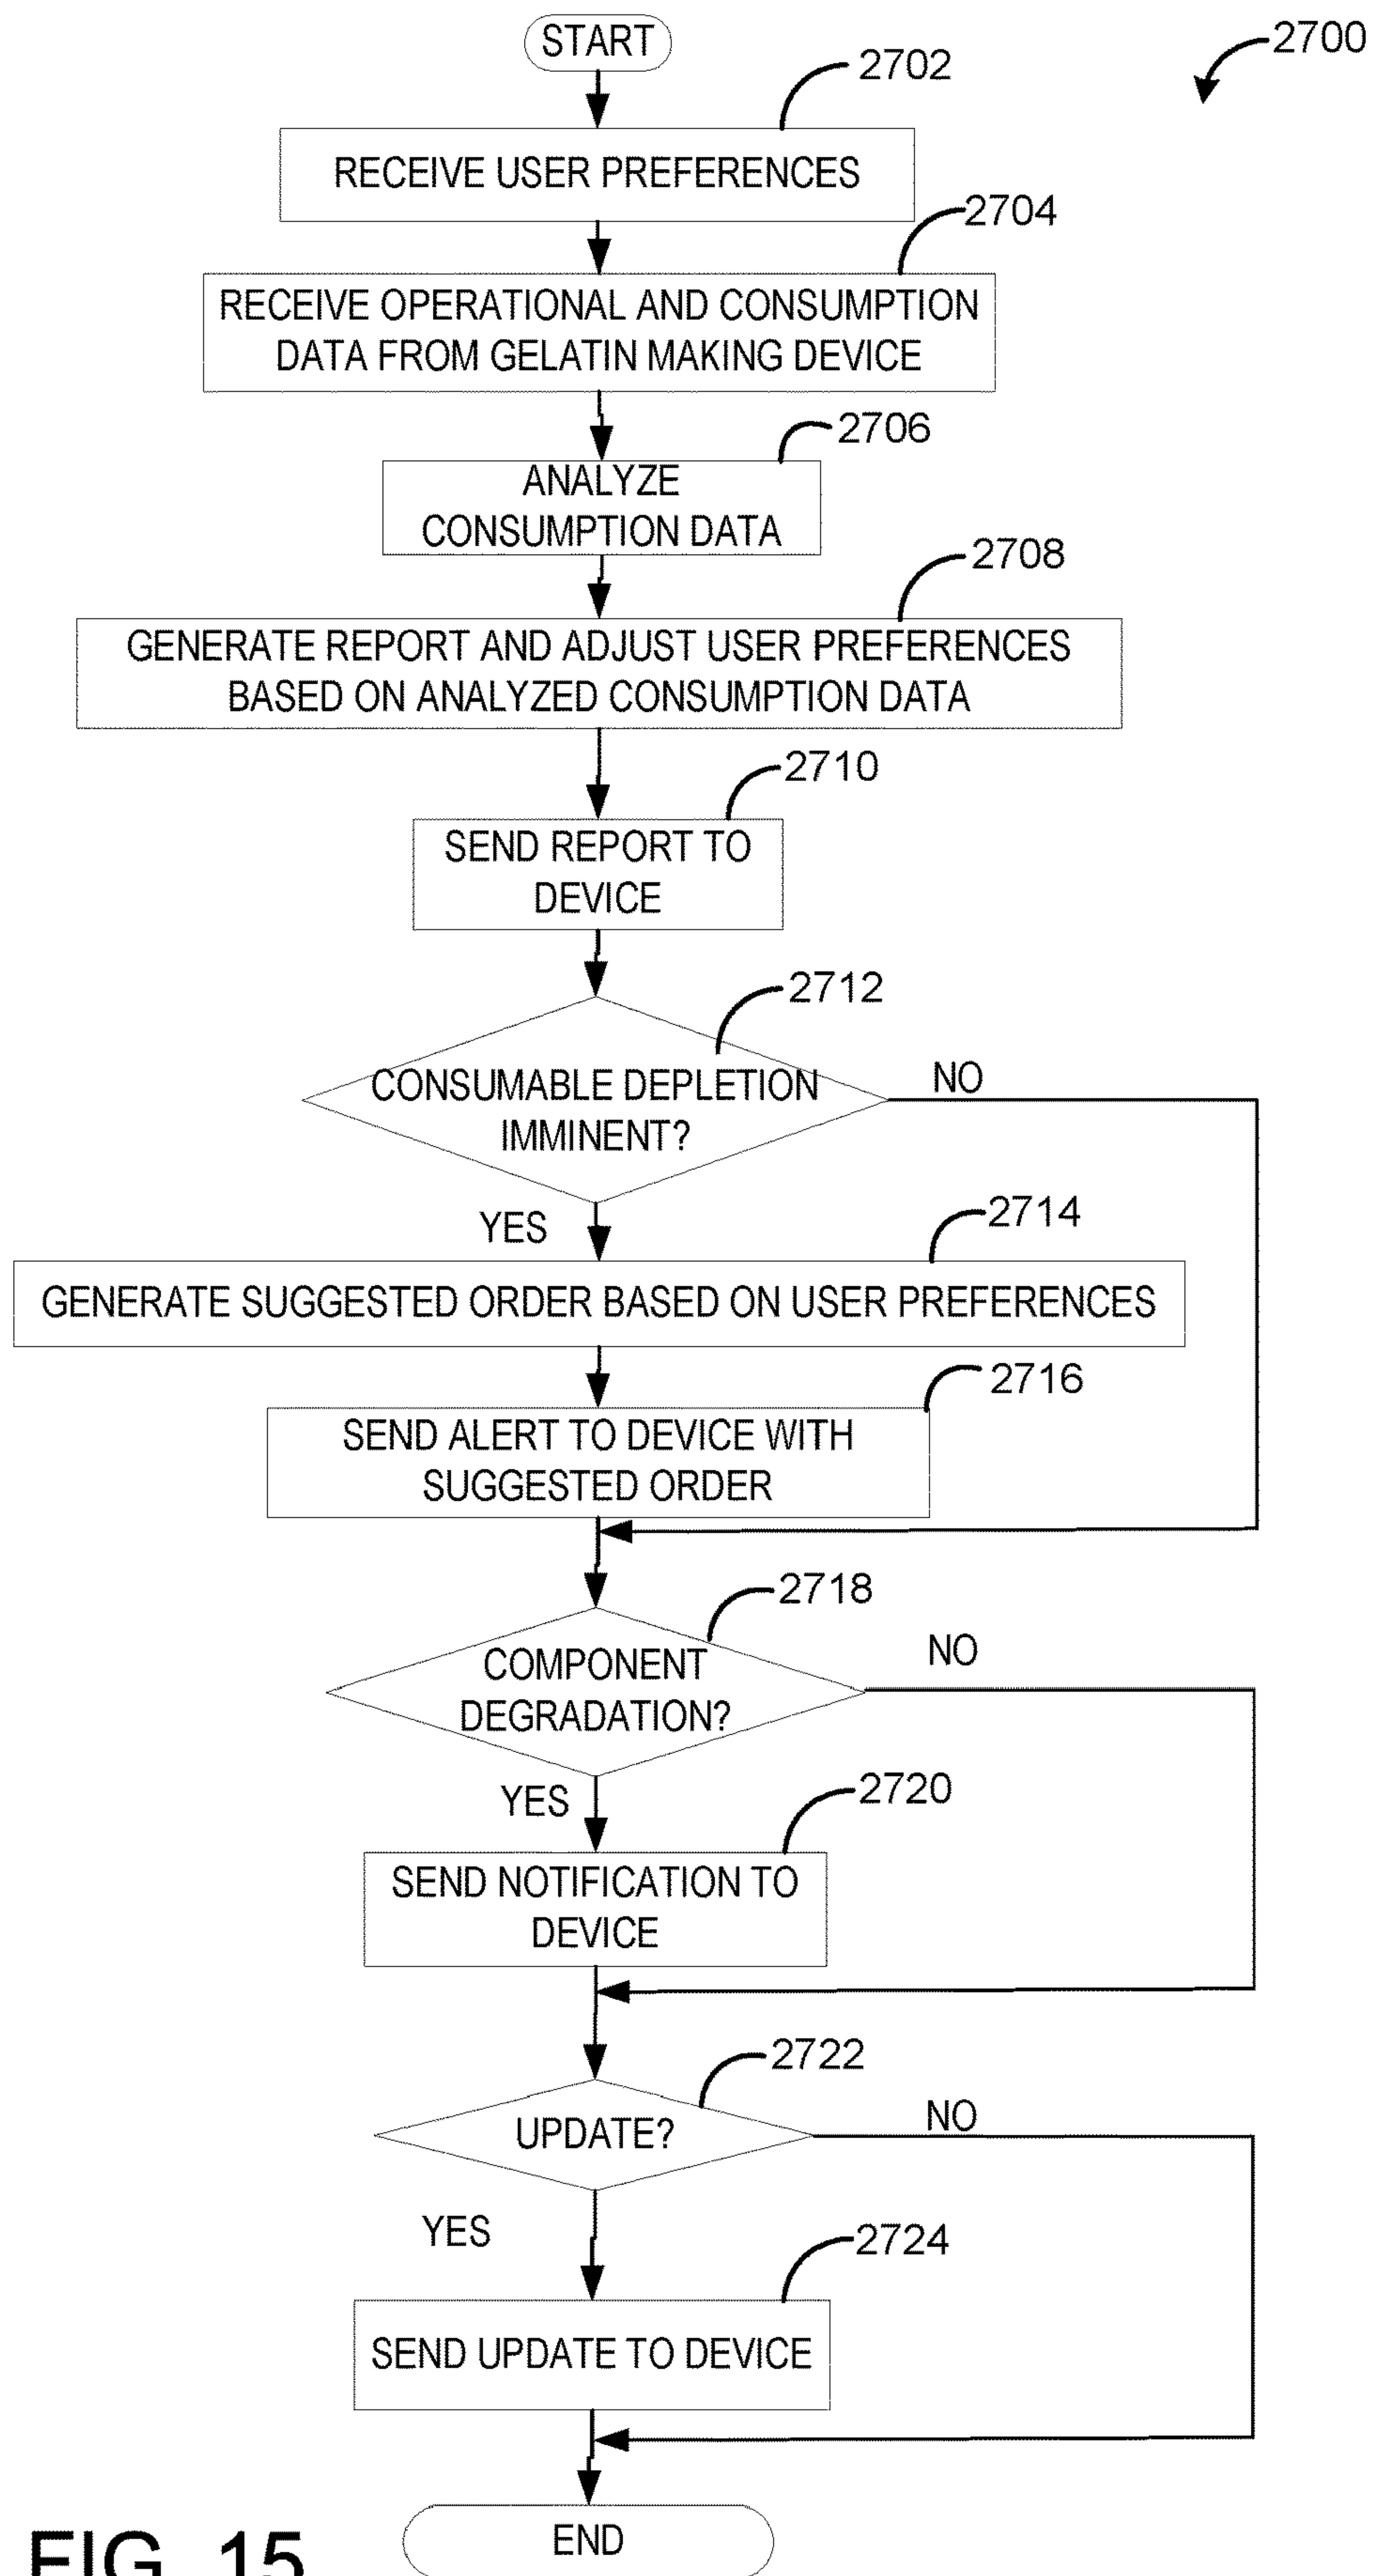 START
2700
2702
RECEIVE USER PREFERENCES
2704
RECEIVE OPERATIONAL AND CONSUMPTION
DATA FROM GELATIN MAKING DEVICE
2706
ANALYZE
CONSUMPTION DATA
2708
GENERATE REPORT AND ADJUST USER PREFERENCES
BASED ON ANALYZED CONSUMPTION DATA
2710
SEND REPORT TO
DEVICE
2712
CONSUMABLE DEPLETION
IMMINENT?
NO
YES
2714
GENERATE SUGGESTED ORDER BASED ON USER PREFERENCES
2716
SEND ALERT TO DEVICE WITH
SUGGESTED ORDER
2718
COMPONENT
DEGRADATION?
NO
YES
2720
SEND NOTIFICATION TO
DEVICE
2722
UPDATE?
NO
YES
2724
SEND UPDATE TO DEVICE
END
FIG. 15